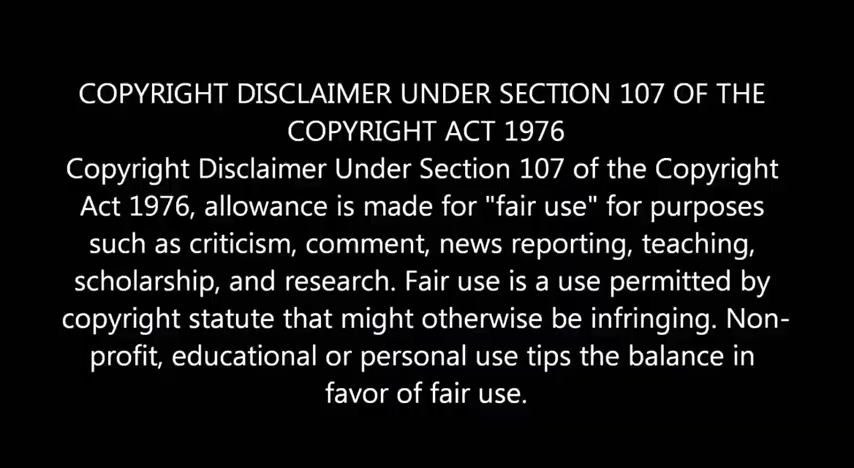 COPYRIGHT DISCLAIMER UNDER SECTION 107 OF THE
COPYRIGHT ACT 1976
Copyright Disclaimer Under Section 107 of the Copyright
Act 1976, allowance is made for "fair use" for purposes
such as criticism, comment, news reporting, teaching,
scholarship, and research. Fair use is a use permitted by
copyright statute that might otherwise be infringing. Non-
profit, educational or personal use tips the balance in
favor of fair use.